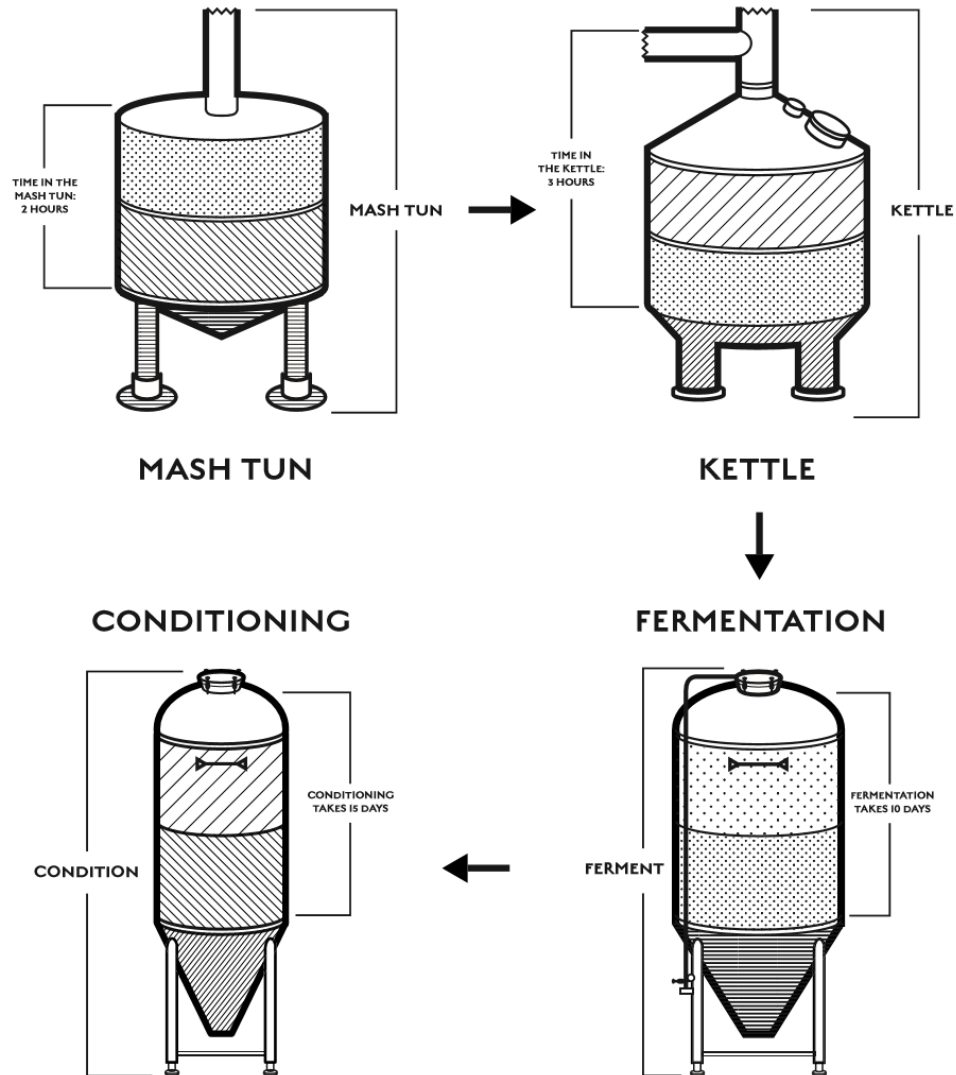 TIME IN THE
MASH TUN:
2 HOURS
MASH TUN
TIME IN
THE KETTLE:
3 HOURS
KETTLE
MASH TUN
KETTLE
CONDITIONING
FERMENTATION
CONDITIONING
TAKES 15 DAYS
CONDITION
FERMENTATION
TAKES 10 DAYS
FERMENT